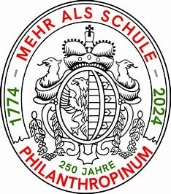 1774 – MEHR ALS SCHULE – 2024
250 JAHRE
PHILANTHROPINUM